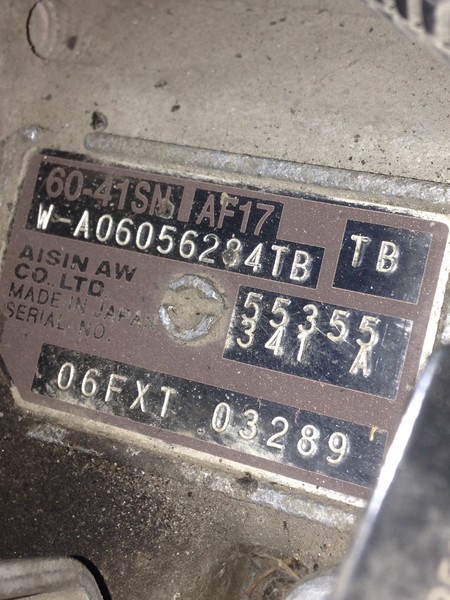 60-41SN AF17
W-A06056284TB TB
AISIN AW
CO., LTD
MADE IN JAPAN
SERIAL NO.
55355
341 A
06FXT 03289